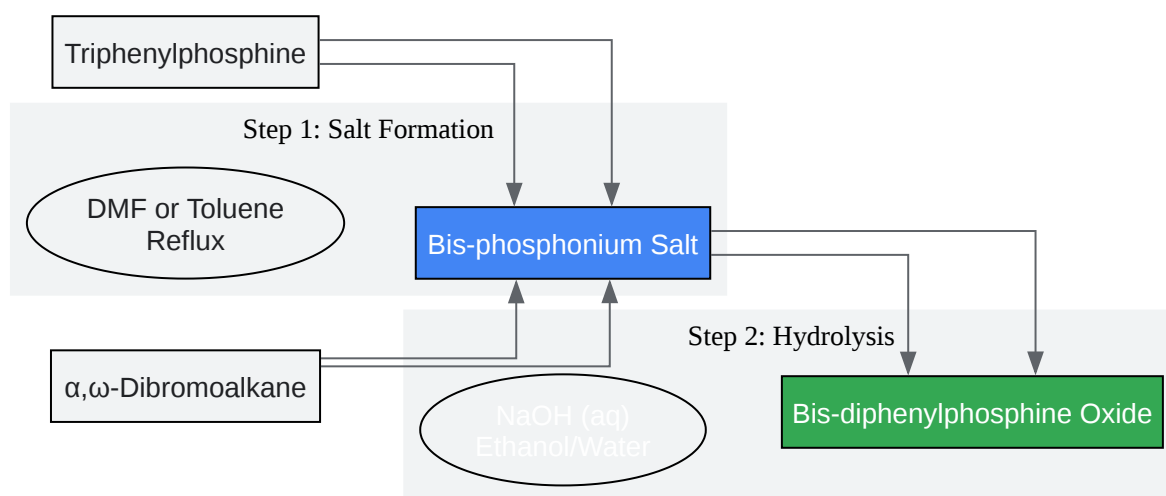 Triphenylphosphine
Step 1: Salt Formation
DMF or Toluene
Reflux
Bis-phosphonium Salt
Step 2: Hydrolysis
α,ω-Dibromoalkane
NaOH (aq)
Ethanol/Water
Bis-diphenylphosphine Oxide